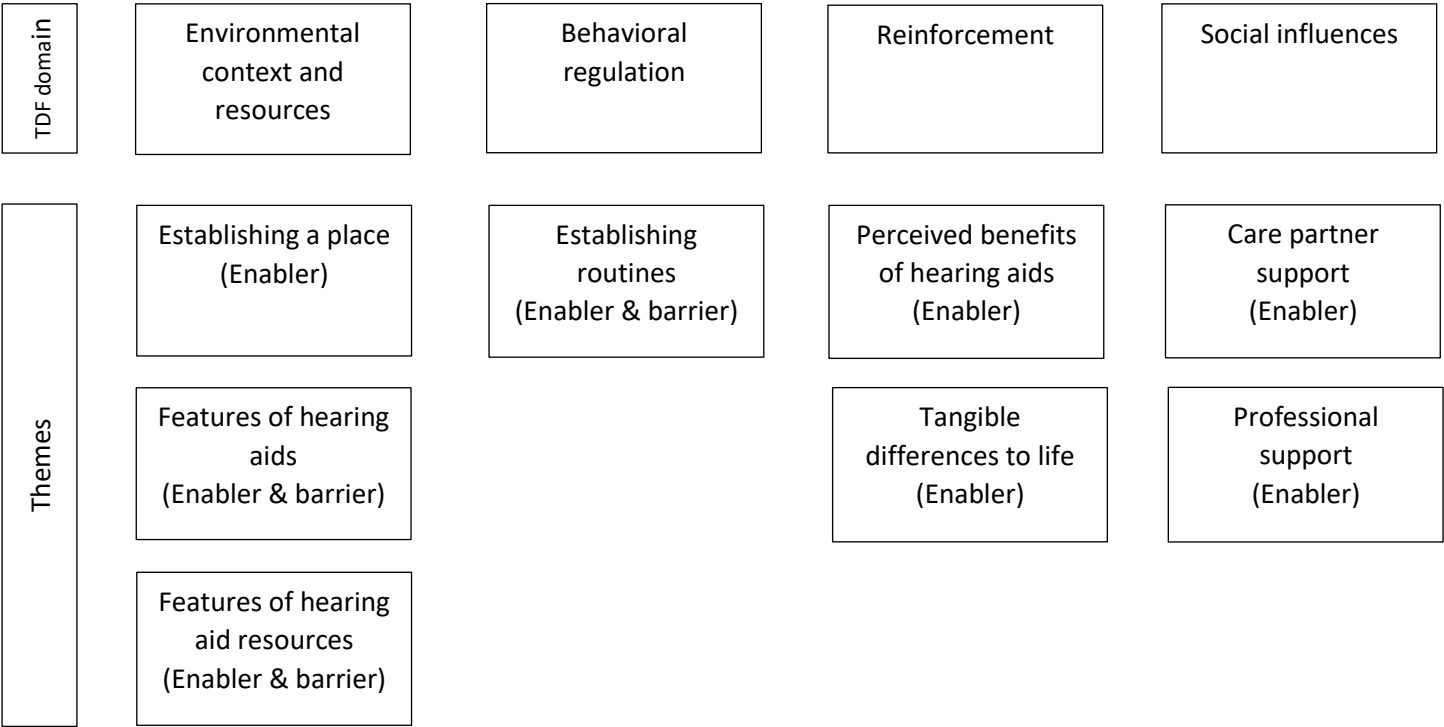 TDF domain
Environmental
context and
resources
Behavioral
regulation
Reinforcement
Social influences
Themes
Establishing a place
(Enabler)
Establishing
routines
(Enabler & barrier)
Perceived benefits
of hearing aids
(Enabler)
Care partner
support
(Enabler)
Features of hearing
aids
(Enabler & barrier)
Tangible
differences to life
(Enabler)
Professional
support
(Enabler)
Features of hearing
aid resources
(Enabler & barrier)